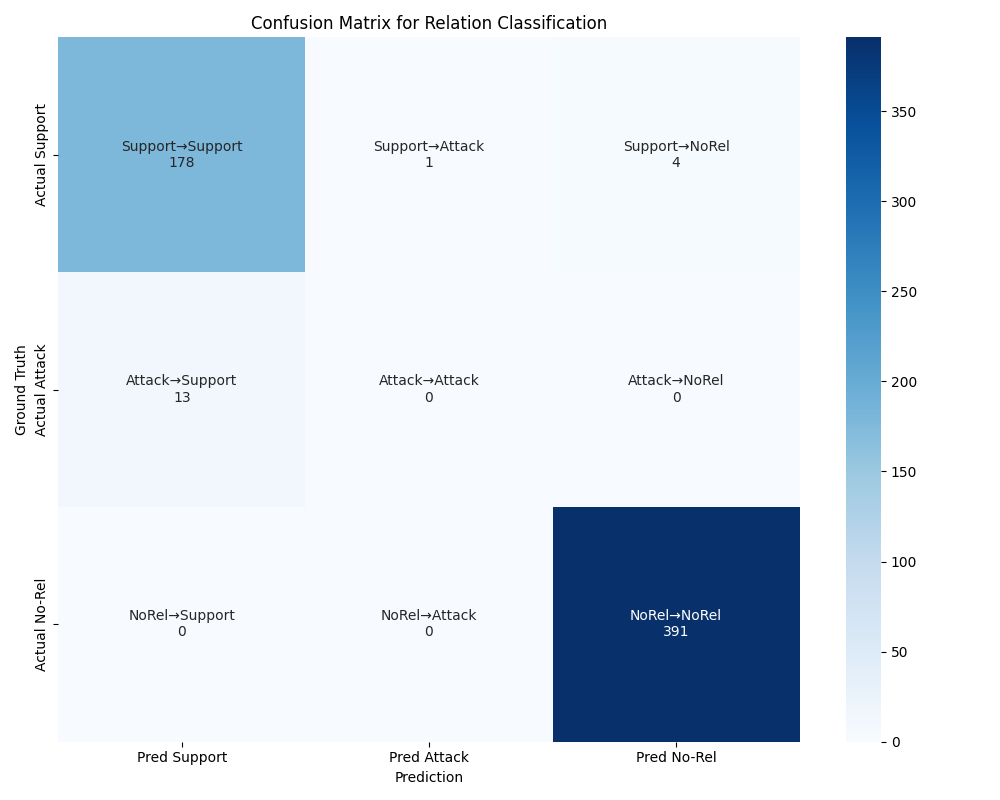 Confusion Matrix for Relation Classification
Ground Truth
Actual Support
Support→Support
178
Support→Attack
1
Support→NoRel
4
Actual Attack
Attack→Support
13
Attack→Attack
0
Attack→NoRel
0
Actual No-Rel
NoRel→Support
0
NoRel→Attack
0
NoRel→NoRel
391
Pred Support
Pred Attack
Pred No-Rel
Prediction
350
300
250
200
150
100
50
0